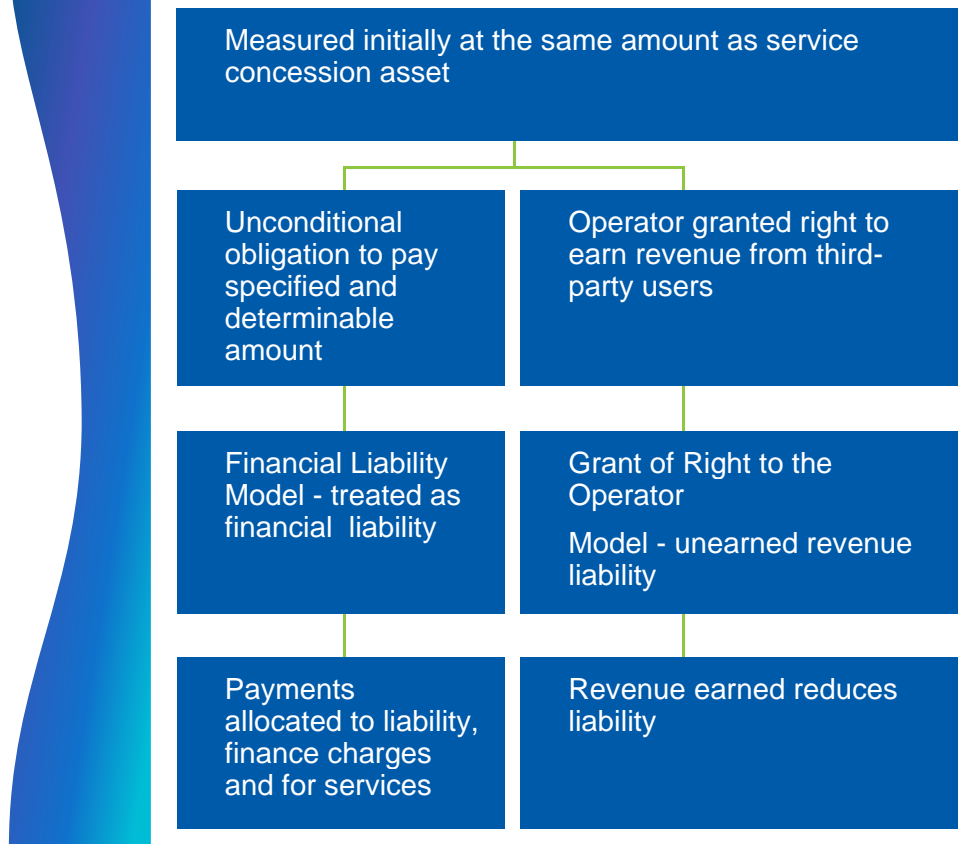 Measured initially at the same amount as service
concession asset
Unconditional
obligation to pay
specified and
determinable
amount
Operator granted right to
earn revenue from third-
party users
Financial Liability
Model - treated as
financial  liability
Grant of Right to the
Operator
Model - unearned revenue
liability
Payments
allocated to liability,
finance charges
and for services
Revenue earned reduces
liability